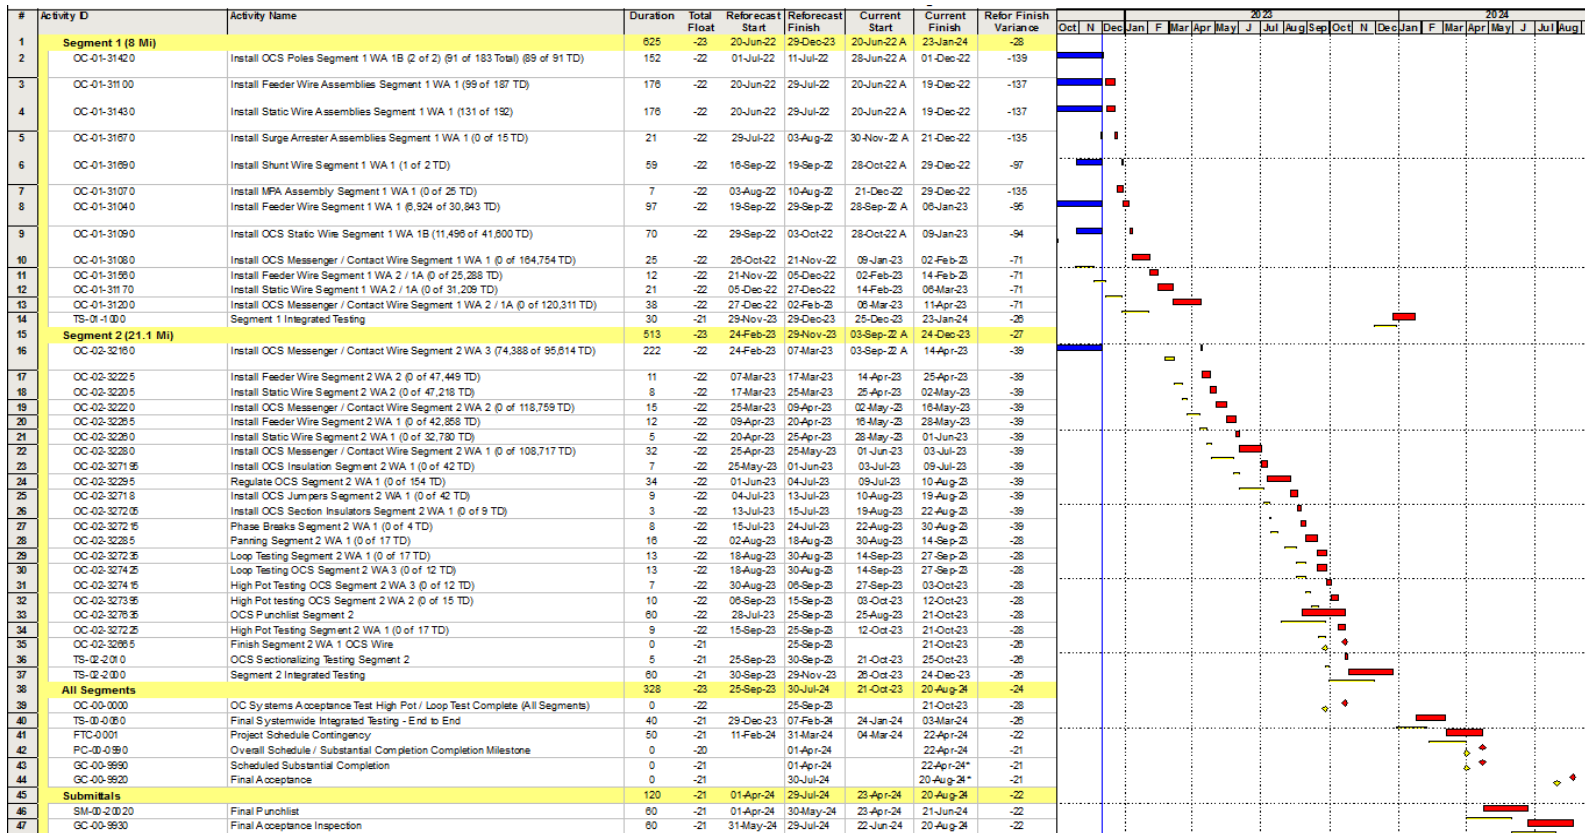 # Activity ID Activity Name Duration Total Float Reforecast Start Reforecast Finish Current Start Current Finish Refor Finish Variance 2023 2024
Oct N Dec Jan F Mar Apr May J Jul Aug Sep Oct N Dec Jan F Mar Apr May J Jul Aug
1 Segment 1 (8 Mi) 625 -23 20-Jun-22 29-Dec-23 20-Jun-22 A 23-Jan-24 -28
2 OC-01-31420 Install OCS Poles Segment 1 WA 1B (2 of 2) (91 of 183 Total) (89 of 91 TD) 152 -22 01-Jul-22 11-Jul-22 28-Jun-22 A 01-Dec-22 -139
3 OC-01-31100 Install Feeder Wire Assemblies Segment 1 WA 1 (99 of 187 TD) 176 -22 20-Jun-22 29-Jul-22 20-Jun-22 A 19-Dec-22 -137
4 OC-01-31430 Install Static Wire Assemblies Segment 1 WA 1 (131 of 192) 176 -22 20-Jun-22 29-Jul-22 20-Jun-22 A 19-Dec-22 -137
5 OC-01-31670 Install Surge Arrester Assemblies Segment 1 WA 1 (0 of 15 TD) 21 -22 29-Jul-22 03-Aug-22 30-Nov-22 A 21-Dec-22 -135
6 OC-01-31690 Install Shunt Wire Segment 1 WA 1 (1 of 2 TD) 59 -22 16-Sep-22 19-Sep-22 28-Oct-22 A 29-Dec-22 -97
7 OC-01-31070 Install MPA Assembly Segment 1 WA 1 (0 of 25 TD) 7 -22 03-Aug-22 10-Aug-22 21-Dec-22 29-Dec-22 -135
8 OC-01-31040 Install Feeder Wire Segment 1 WA 1 (6,924 of 30,843 TD) 97 -22 19-Sep-22 29-Sep-22 28-Sep-22 A 06-Jan-23 -95
9 OC-01-31090 Install OCS Static Wire Segment 1 WA 1B (11,496 of 41,600 TD) 70 -22 29-Sep-22 03-Oct-22 28-Oct-22 A 09-Jan-23 -94
10 OC-01-31080 Install OCS Messenger / Contact Wire Segment 1 WA 1 (0 of 164,754 TD) 25 -22 26-Oct-22 21-Nov-22 09-Jan-23 02-Feb-23 -71
11 OC-01-31560 Install Feeder Wire Segment 1 WA 2 / 1A (0 of 25,288 TD) 12 -22 21-Nov-22 05-Dec-22 02-Feb-23 14-Feb-23 -71
12 OC-01-31170 Install Static Wire Segment 1 WA 2 / 1A (0 of 31,209 TD) 21 -22 05-Dec-22 27-Dec-22 14-Feb-23 06-Mar-23 -71
13 OC-01-31200 Install OCS Messenger / Contact Wire Segment 1 WA 2 / 1A (0 of 120,311 TD) 38 -22 27-Dec-22 02-Feb-23 06-Mar-23 11-Apr-23 -71
14 TS-01-1000 Segment 1 Integrated Testing 30 -21 29-Nov-23 29-Dec-23 25-Dec-23 23-Jan-24 -26
15 Segment 2 (21.1 Mi) 513 -23 24-Feb-23 29-Nov-23 03-Sep-22 A 24-Dec-23 -27
16 OC-02-32160 Install OCS Messenger / Contact Wire Segment 2 WA 3 (74,388 of 95,614 TD) 222 -22 24-Feb-23 07-Mar-23 03-Sep-22 A 14-Apr-23 -39
17 OC-02-32225 Install Feeder Wire Segment 2 WA 2 (0 of 47,449 TD) 11 -22 07-Mar-23 17-Mar-23 14-Apr-23 25-Apr-23 -39
18 OC-02-32205 Install Static Wire Segment 2 WA 2 (0 of 47,218 TD) 8 -22 17-Mar-23 25-Mar-23 25-Apr-23 02-May-23 -39
19 OC-02-32220 Install OCS Messenger / Contact Wire Segment 2 WA 2 (0 of 118,759 TD) 15 -22 25-Mar-23 09-Apr-23 02-May-23 16-May-23 -39
20 OC-02-32265 Install Feeder Wire Segment 2 WA 1 (0 of 42,858 TD) 12 -22 09-Apr-23 20-Apr-23 16-May-23 28-May-23 -39
21 OC-02-32260 Install Static Wire Segment 2 WA 1 (0 of 32,780 TD) 5 -22 20-Apr-23 25-Apr-23 28-May-23 01-Jun-23 -39
22 OC-02-32280 Install OCS Messenger / Contact Wire Segment 2 WA 1 (0 of 108,717 TD) 32 -22 25-Apr-23 25-May-23 01-Jun-23 03-Jul-23 -39
23 OC-02-327195 Install OCS Insulation Segment 2 WA 1 (0 of 42 TD) 7 -22 25-May-23 01-Jun-23 03-Jul-23 09-Jul-23 -39
24 OC-02-32295 Regulate OCS Segment 2 WA 1 (0 of 154 TD) 34 -22 01-Jun-23 04-Jul-23 09-Jul-23 10-Aug-23 -39
25 OC-02-32718 Install OCS Jumpers Segment 2 WA 1 (0 of 42 TD) 9 -22 04-Jul-23 13-Jul-23 10-Aug-23 19-Aug-23 -39
26 OC-02-327205 Install OCS Section Insulators Segment 2 WA 1 (0 of 9 TD) 3 -22 13-Jul-23 15-Jul-23 19-Aug-23 22-Aug-23 -39
27 OC-02-327215 Phase Breaks Segment 2 WA 1 (0 of 4 TD) 8 -22 15-Jul-23 24-Jul-23 22-Aug-23 30-Aug-23 -39
28 OC-02-32285 Panning Segment 2 WA 1 (0 of 17 TD) 16 -22 02-Aug-23 18-Aug-23 30-Aug-23 14-Sep-23 -28
29 OC-02-327235 Loop Testing Segment 2 WA 1 (0 of 17 TD) 13 -22 18-Aug-23 30-Aug-23 14-Sep-23 27-Sep-23 -28
30 OC-02-327425 Loop Testing OCS Segment 2 WA 3 (0 of 12 TD) 13 -22 18-Aug-23 30-Aug-23 14-Sep-23 27-Sep-23 -28
31 OC-02-327415 High Pot Testing OCS Segment 2 WA 3 (0 of 12 TD) 7 -22 30-Aug-23 06-Sep-23 27-Sep-23 03-Oct-23 -28
32 OC-02-327395 High Pot testing OCS Segment 2 WA 2 (0 of 15 TD) 10 -22 06-Sep-23 15-Sep-23 03-Oct-23 12-Oct-23 -28
33 OC-02-327635 OCS Punchlist Segment 2 60 -22 28-Jul-23 25-Sep-23 25-Aug-23 21-Oct-23 -28
34 OC-02-327225 High Pot Testing Segment 2 WA 1 (0 of 17 TD) 9 -22 15-Sep-23 25-Sep-23 12-Oct-23 21-Oct-23 -28
35 OC-02-32665 Finish Segment 2 WA 1 OCS Wire 0 -21 25-Sep-23 21-Oct-23 -26
36 TS-02-2010 OCS Sectionalizing Testing Segment 2 5 -21 25-Sep-23 30-Sep-23 21-Oct-23 25-Oct-23 -26
37 TS-02-2000 Segment 2 Integrated Testing 60 -21 30-Sep-23 29-Nov-23 26-Oct-23 24-Dec-23 -26
38 All Segments 328 -23 25-Sep-23 30-Jul-24 21-Oct-23 20-Aug-24 -24
39 OC-00-0000 OC Systems Acceptance Test High Pot / Loop Test Complete (All Segments) 0 -22 25-Sep-23 21-Oct-23 -28
40 TS-00-0060 Final Systemwide Integrated Testing - End to End 40 -21 29-Dec-23 07-Feb-24 24-Jan-24 03-Mar-24 -26
41 FTC-0001 Project Schedule Contingency 50 -21 11-Feb-24 31-Mar-24 04-Mar-24 22-Apr-24 -22
42 PC-00-0590 Overall Schedule / Substantial Completion Completion Milestone 0 -20 01-Apr-24 22-Apr-24 -21
43 GC-00-9990 Scheduled Substantial Completion 0 -21 01-Apr-24 22-Apr-24* -21
44 GC-00-9920 Final Acceptance 0 -21 30-Jul-24 20-Aug-24* -21
45 Submittals 120 -21 01-Apr-24 29-Jul-24 23-Apr-24 20-Aug-24 -22
46 SM-00-20020 Final Punchlist 60 -21 01-Apr-24 30-May-24 23-Apr-24 21-Jun-24 -22
47 GC-00-9930 Final Acceptance Inspection 60 -21 31-May-24 29-Jul-24 22-Jun-24 20-Aug-24 -22